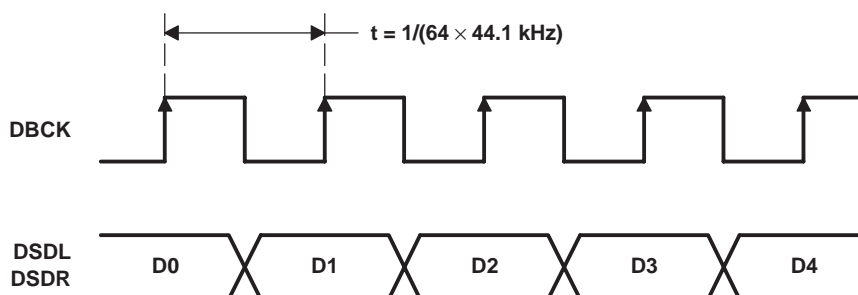 t = 1/(64 × 44.1 kHz)
DBCK
DSDL
DSDR
D0 D1 D2 D3 D4